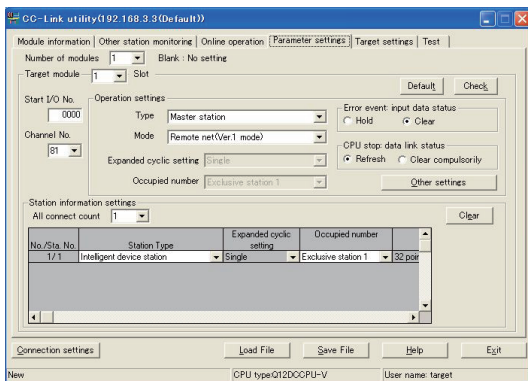 CC-Link utility(192.168.3.3(Default))
Module information Other station monitoring Online operation Parameter settings Target settings Test
Number of modules 1 Blank : No setting
Target module 1 Slot
Default Check
Start I/O No.
0000
Channel No.
81
Operation settings
Type Master station
Mode Remote net(Ver.1 mode)
Expanded cyclic setting Single
Occupied number Exclusive station 1
Error event: input data status
Hold Clear
CPU stop: data link status
Refresh Clear compulsorily
Other settings
Station information settings
All connect count 1
Clear
No./Sta. No. Station Type Expanded cyclic setting Occupied number
1/1 Intelligent device station Single Exclusive station 1 32 poin
Connection settings Load File Save File Help Exit
New CPU type:Q12DCCPU-V User name: target